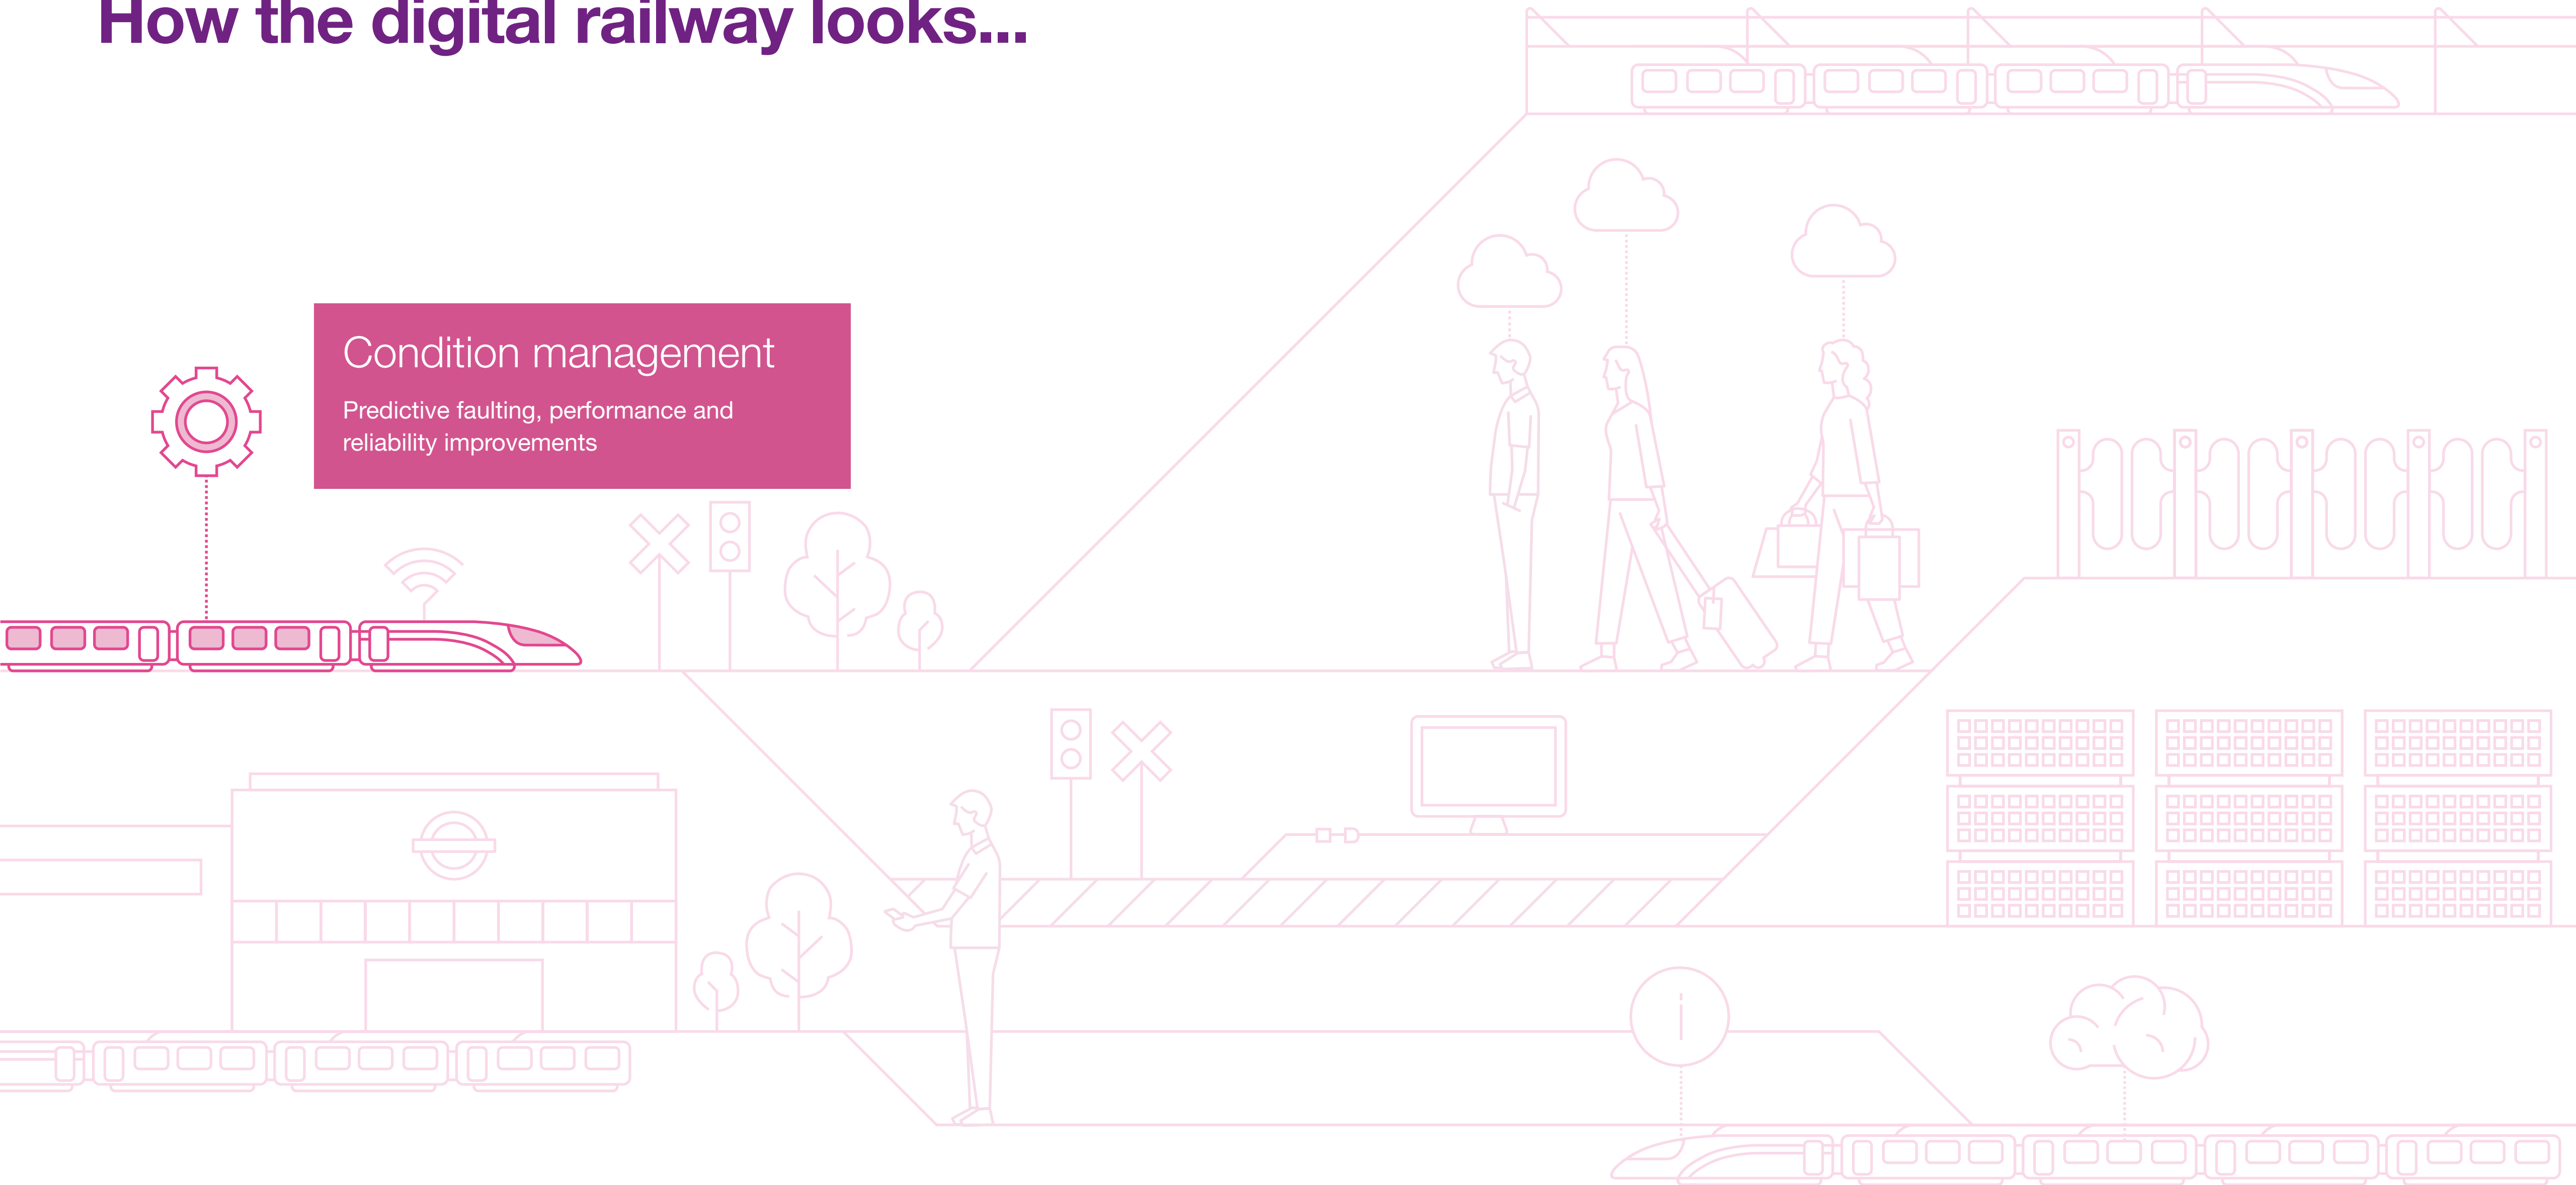 How the digital railway looks...
Condition management
Predictive faulting, performance and
reliability improvements